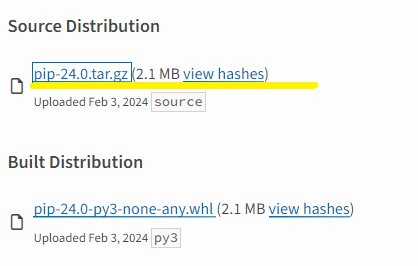 Source Distribution
pip-24.0.tar.gz (2.1 MB view hashes)
Uploaded Feb 3, 2024 source
Built Distribution
pip-24.0-py3-none-any.whl (2.1 MB view hashes)
Uploaded Feb 3, 2024 py3